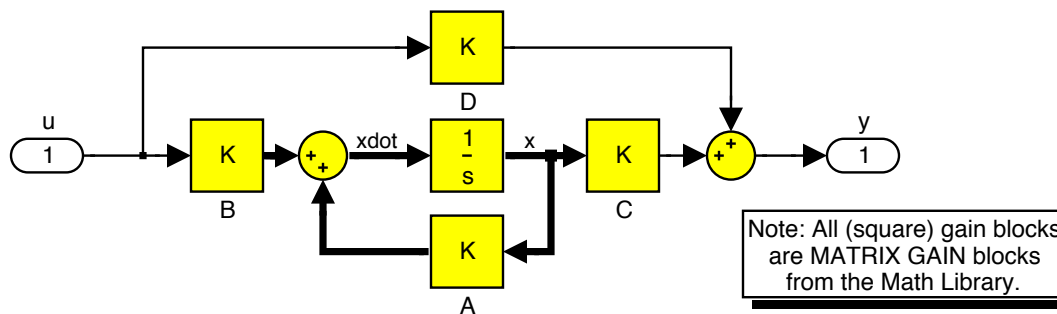 K
D
u
1
K
B
+
+
xdot
1
s
x
K
C
+
+
y
1
K
A
Note: All (square) gain blocks
are MATRIX GAIN blocks
from the Math Library.